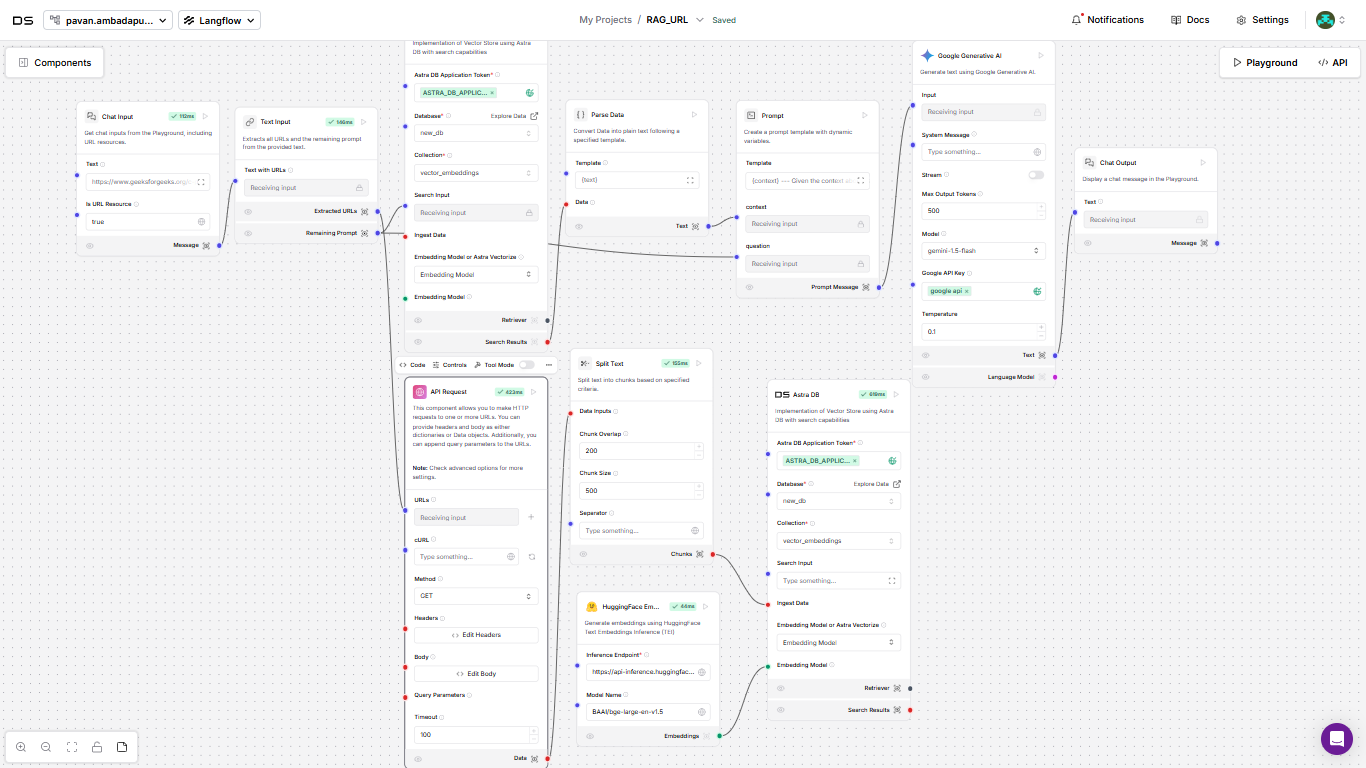 DS
pavan.ambadapu...
Langflow
My Projects / RAG_URL
Saved
Notifications
Docs
Settings
Components
Playground
API
Chat Input
112ms
Get chat inputs from the Playground, including
URL resources.
Text
https://www.geeksforgeeks.org/
Is URL Resource
true
Message
Text Input
146ms
Extracts all URLs and the remaining prompt
from the provided text.
Text with URLs
Receiving input
Extracted URLs
Remaining Prompt
Implementation of Vector Store using Astra
DB with search capabilities
Astra DB Application Token*
ASTRA_DB_APPLIC... ×
Database*
Explore Data
new_db
Collection*
vector_embeddings
Search Input
Receiving input
Ingest Data
Embedding Model or Astra Vectorize
Embedding Model
Embedding Model
Retriever
Search Results
Code
Controls
Tool Mode
API Request
423ms
This component allows you to make HTTP
requests to one or more URLs. You can
provide headers and body as either
dictionaries or Data objects. Additionally, you
can append query parameters to the URLs.
Note: Check advanced options for more
settings.
URLs
Receiving input
cURL
Type something...
Method
GET
Headers
Edit Headers
Body
Edit Body
Query Parameters
Timeout
100
Data
Parse Data
Convert Data into plain text following a
specified template.
Template
{text}
Data
Text
Split Text
155ms
Split text into chunks based on specified
criteria.
Data Inputs
Chunk Overlap
200
Chunk Size
500
Separator
Type something...
Chunks
HuggingFace Em...
44ms
Generate embeddings using HuggingFace
Text Embeddings Inference (TEI)
Inference Endpoint*
https://api-inference.huggingfac...
Model Name
BAAI/bge-large-en-v1.5
Embeddings
Prompt
Create a prompt template with dynamic
variables.
Template
{context} --- Given the context
context
Receiving input
question
Receiving input
Prompt Message
DS Astra DB
819ms
Implementation of Vector Store using Astra
DB with search capabilities
Astra DB Application Token*
ASTRA_DB_APPLIC... ×
Database*
Explore Data
new_db
Collection*
vector_embeddings
Search Input
Type something...
Ingest Data
Embedding Model or Astra Vectorize
Embedding Model
Embedding Model
Retriever
Search Results
Google Generative AI
Generate text using Google Generative AI.
Input
Receiving input
System Message
Type something...
Stream
Max Output Tokens
500
Model
gemini-1.5-flash
Google API Key
google api ×
Temperature
0.1
Text
Language Model
Chat Output
Display a chat message in the Playground.
Text
Receiving input
Message